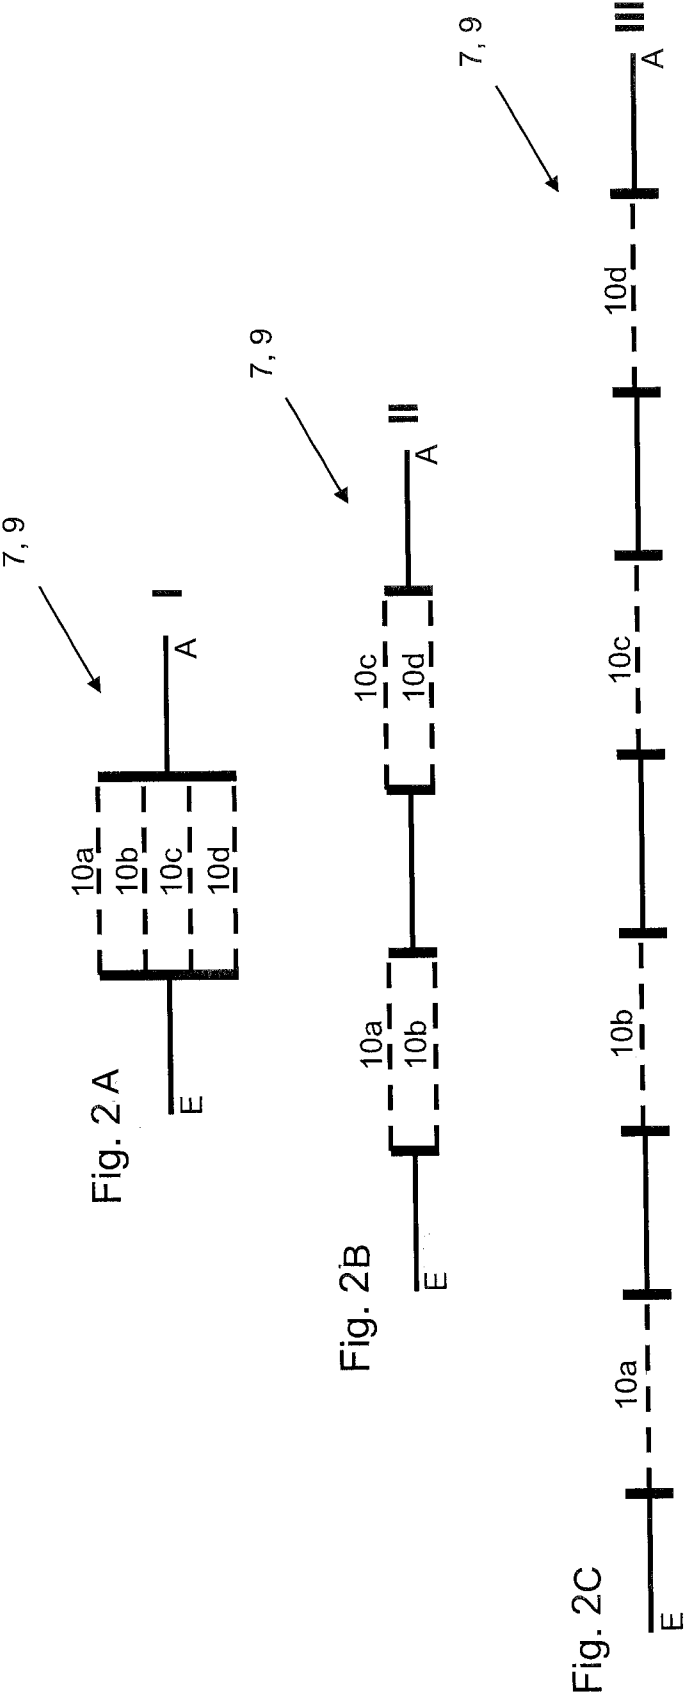 7, 9
I
10a
10b
10c
10d
E
A
Fig. 2 A
7, 9
II
10a
10b
10c
10d
E
A
Fig. 2B
7, 9
III
10a
10b
10c
10d
E
A
Fig. 2C